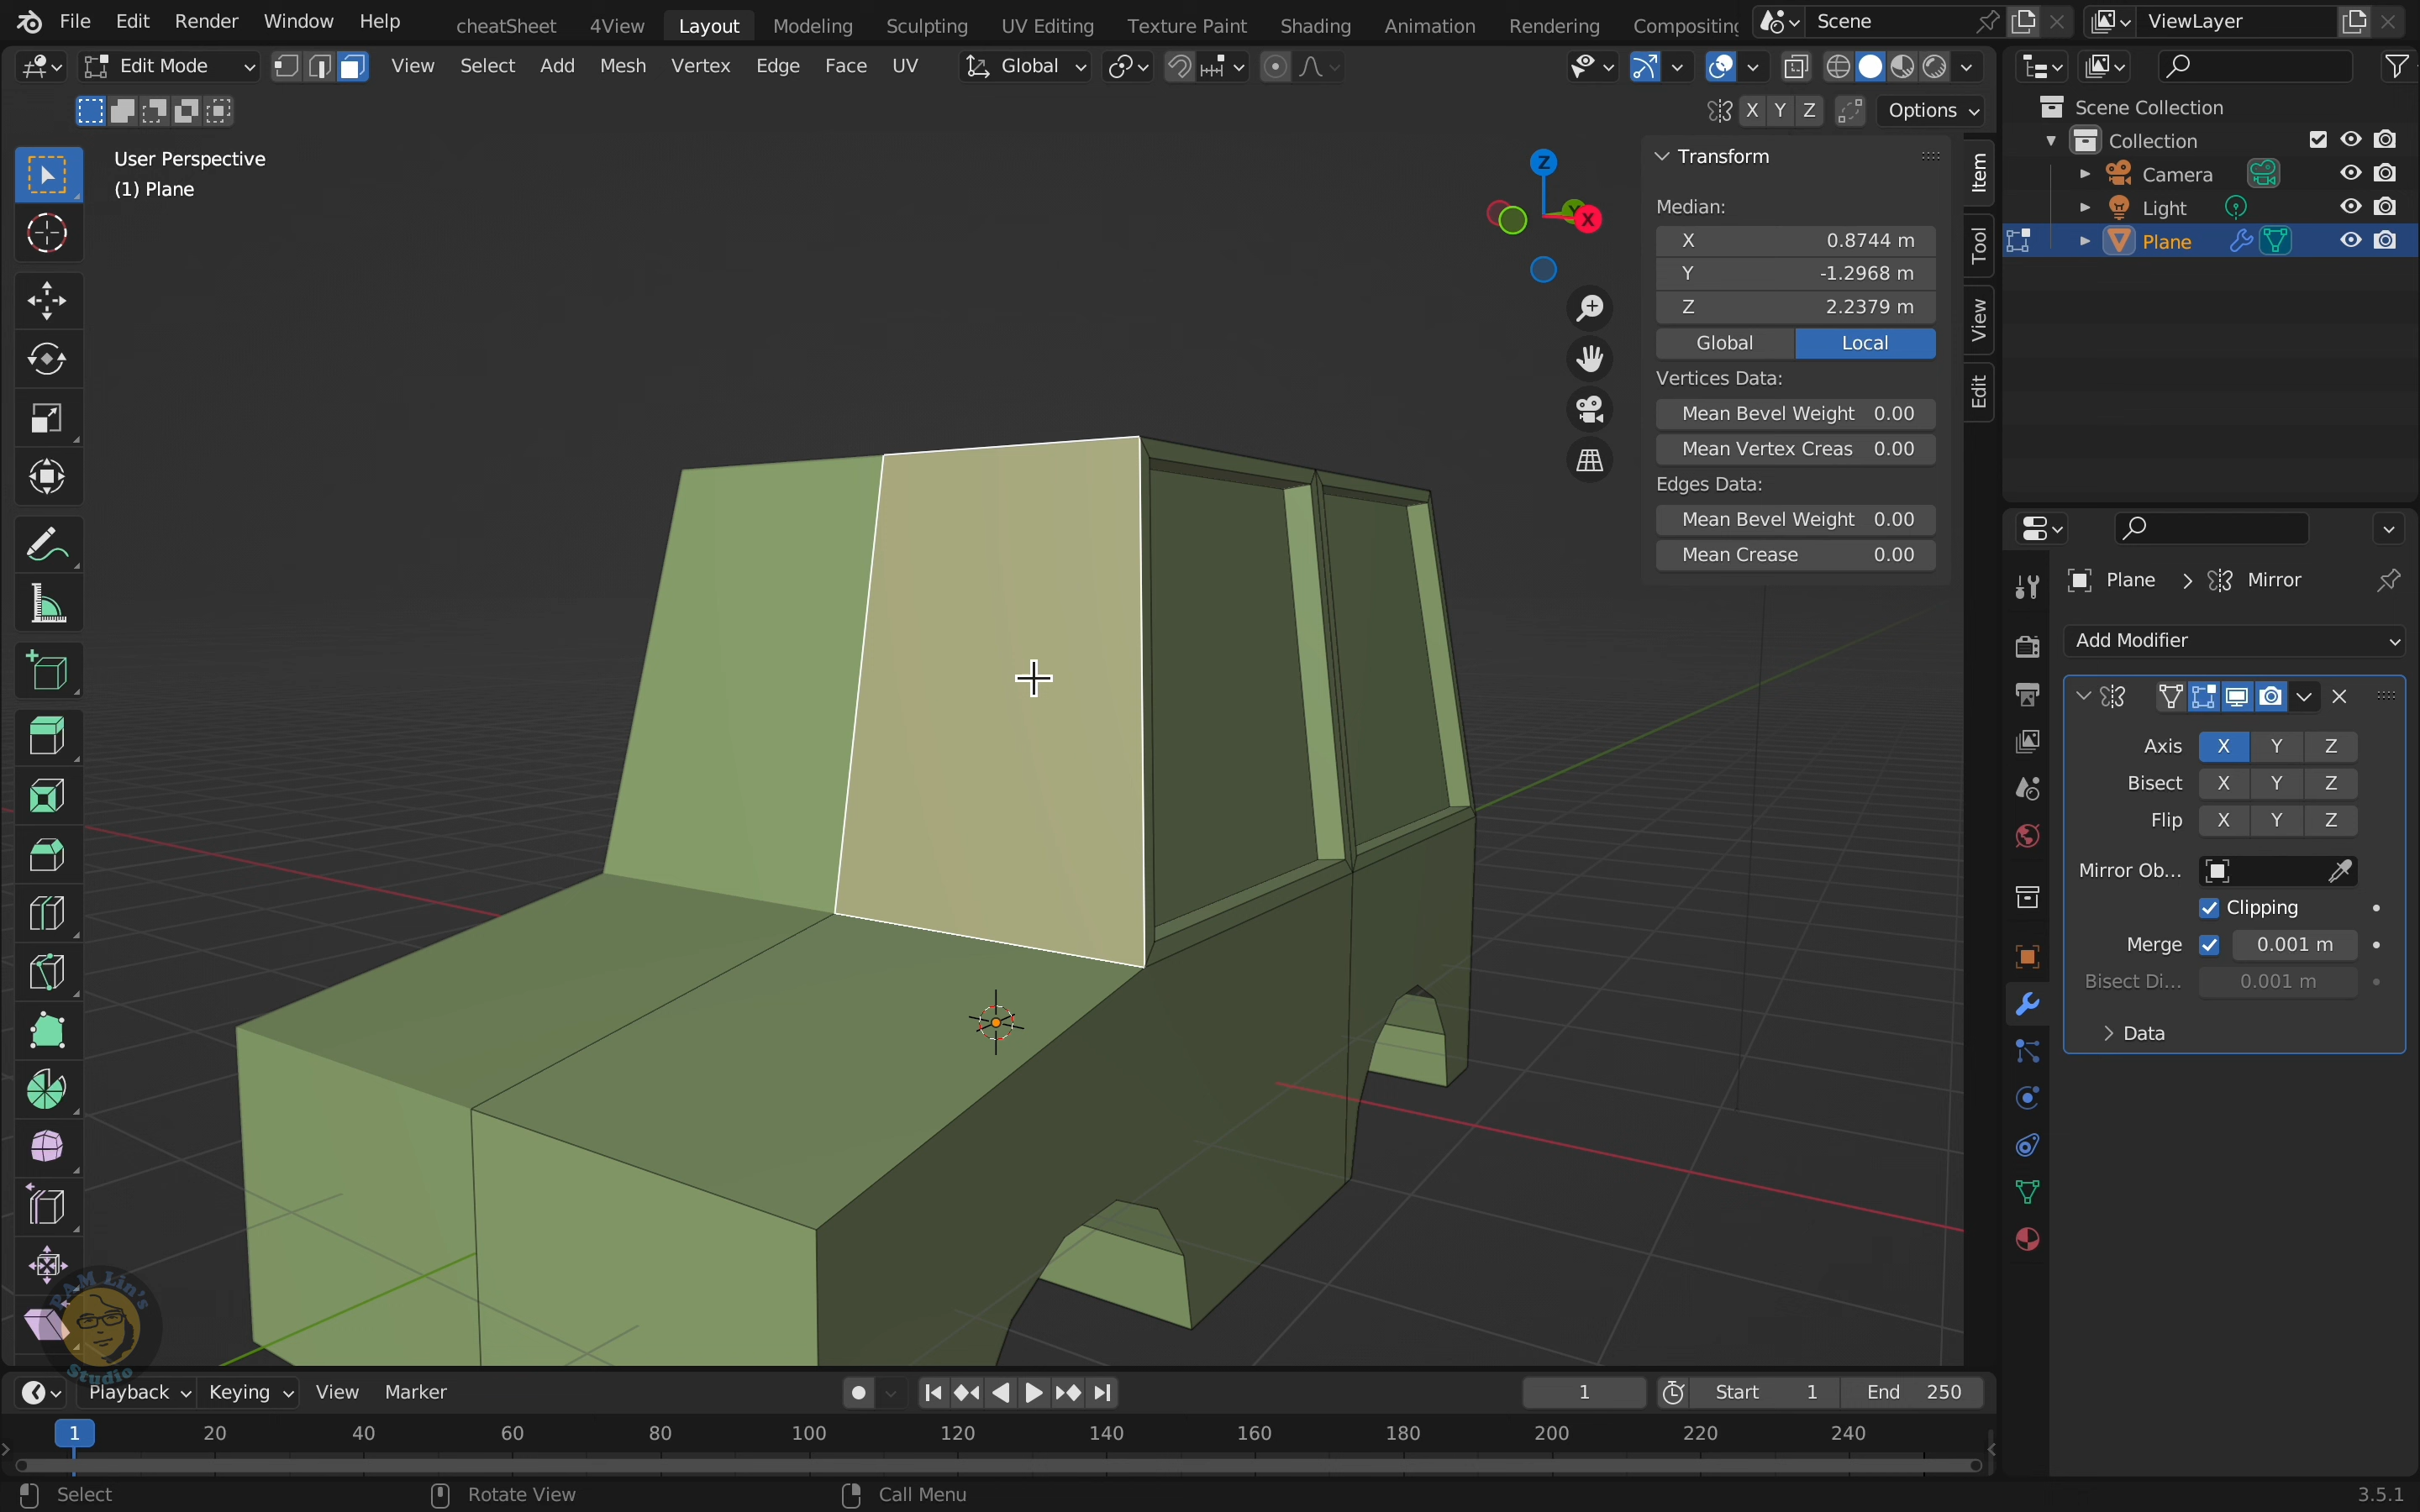 File Edit Render Window Help cheatSheet 4View Layout Modeling Sculpting UV Editing Texture Paint Shading Animation Rendering Compositing Scene ViewLayer
Edit Mode View Select Add Mesh Vertex Edge Face UV Global
X Y Z Options
User Perspective
(1) Plane
Z
Y
X
Transform
Median:
X 0.8744 m
Y -1.2968 m
Z 2.2379 m
Global Local
Vertices Data:
Mean Bevel Weight 0.00
Mean Vertex Creas 0.00
Edges Data:
Mean Bevel Weight 0.00
Mean Crease 0.00
Item
Tool
View
Edit
Scene Collection
Collection
Camera
Light
Plane
Plane Mirror
Add Modifier
Axis X Y Z
Bisect X Y Z
Flip X Y Z
Mirror Ob...
Clipping
Merge 0.001 m
Bisect Di... 0.001 m
Data
PAM Lin's
Studio
Playback Keying View Marker 1 Start 1 End 250
1 20 40 60 80 100 120 140 160 180 200 220 240
Select Rotate View Call Menu 3.5.1